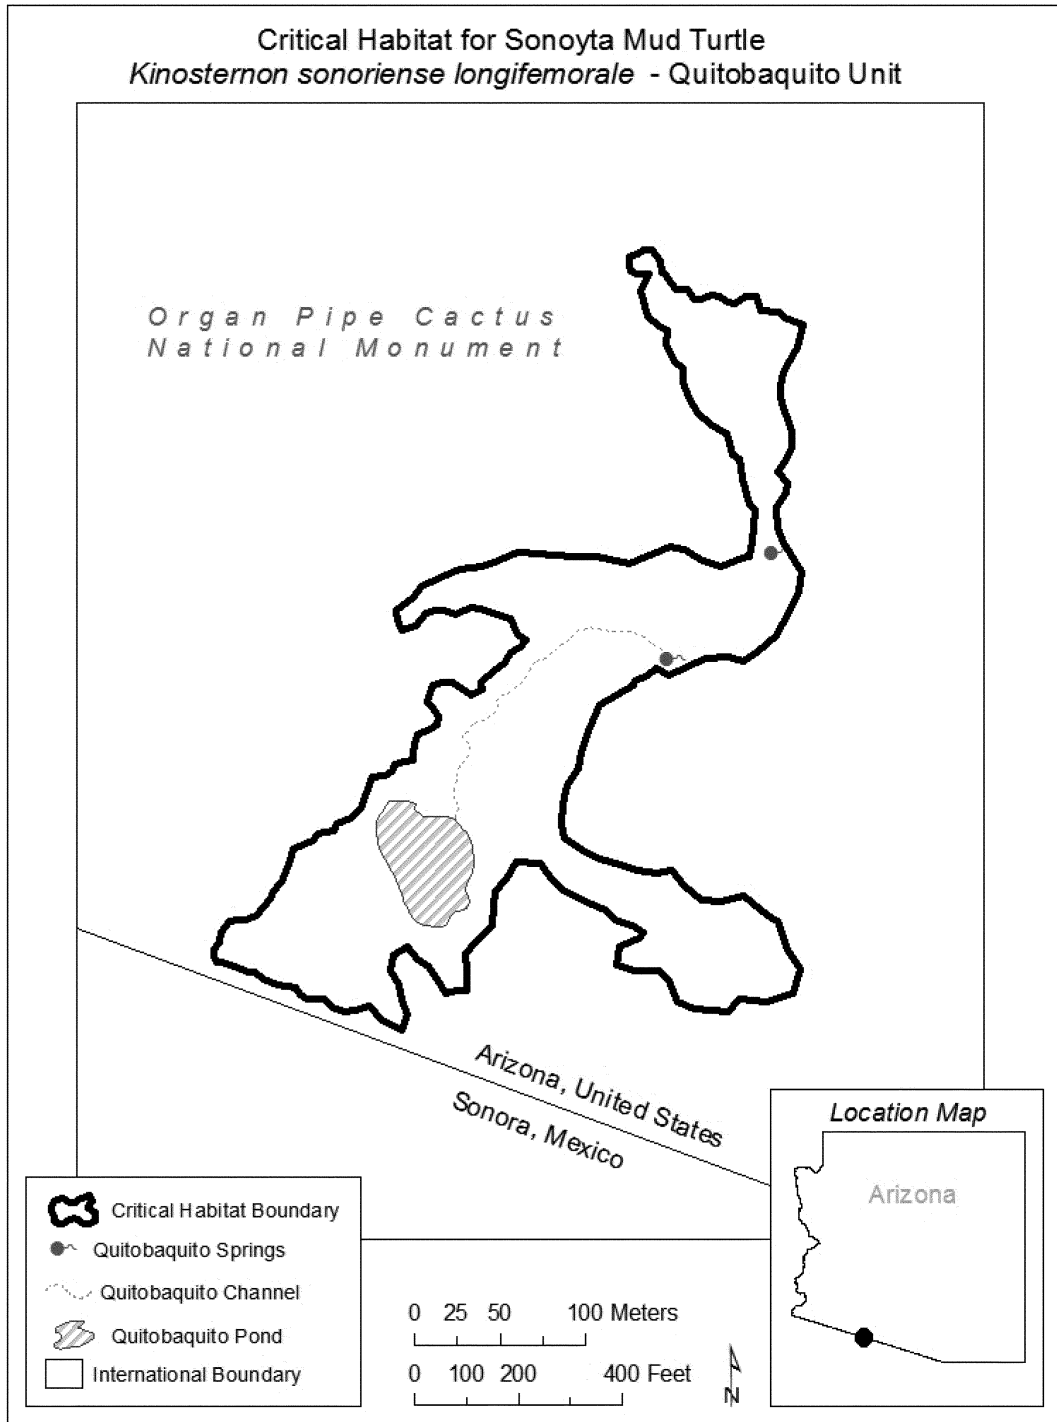 Critical Habitat for Sonoyta Mud Turtle
Kinosternon sonoriense longifemorale - Quitobaquito Unit
Organ Pipe Cactus
National Monument
Arizona, United States
Sonora, Mexico
Location Map
Arizona
Critical Habitat Boundary
Quitobaquito Springs
Quitobaquito Channel
Quitobaquito Pond
International Boundary
0 25 50 100 Meters
0 100 200 400 Feet
N